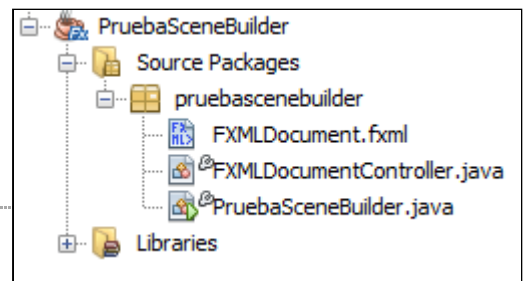 PruebaSceneBuilder
Source Packages
pruebascenebuilder
FXMLDocument.fxml
FXMLDocumentController.java
PruebaSceneBuilder.java
Libraries